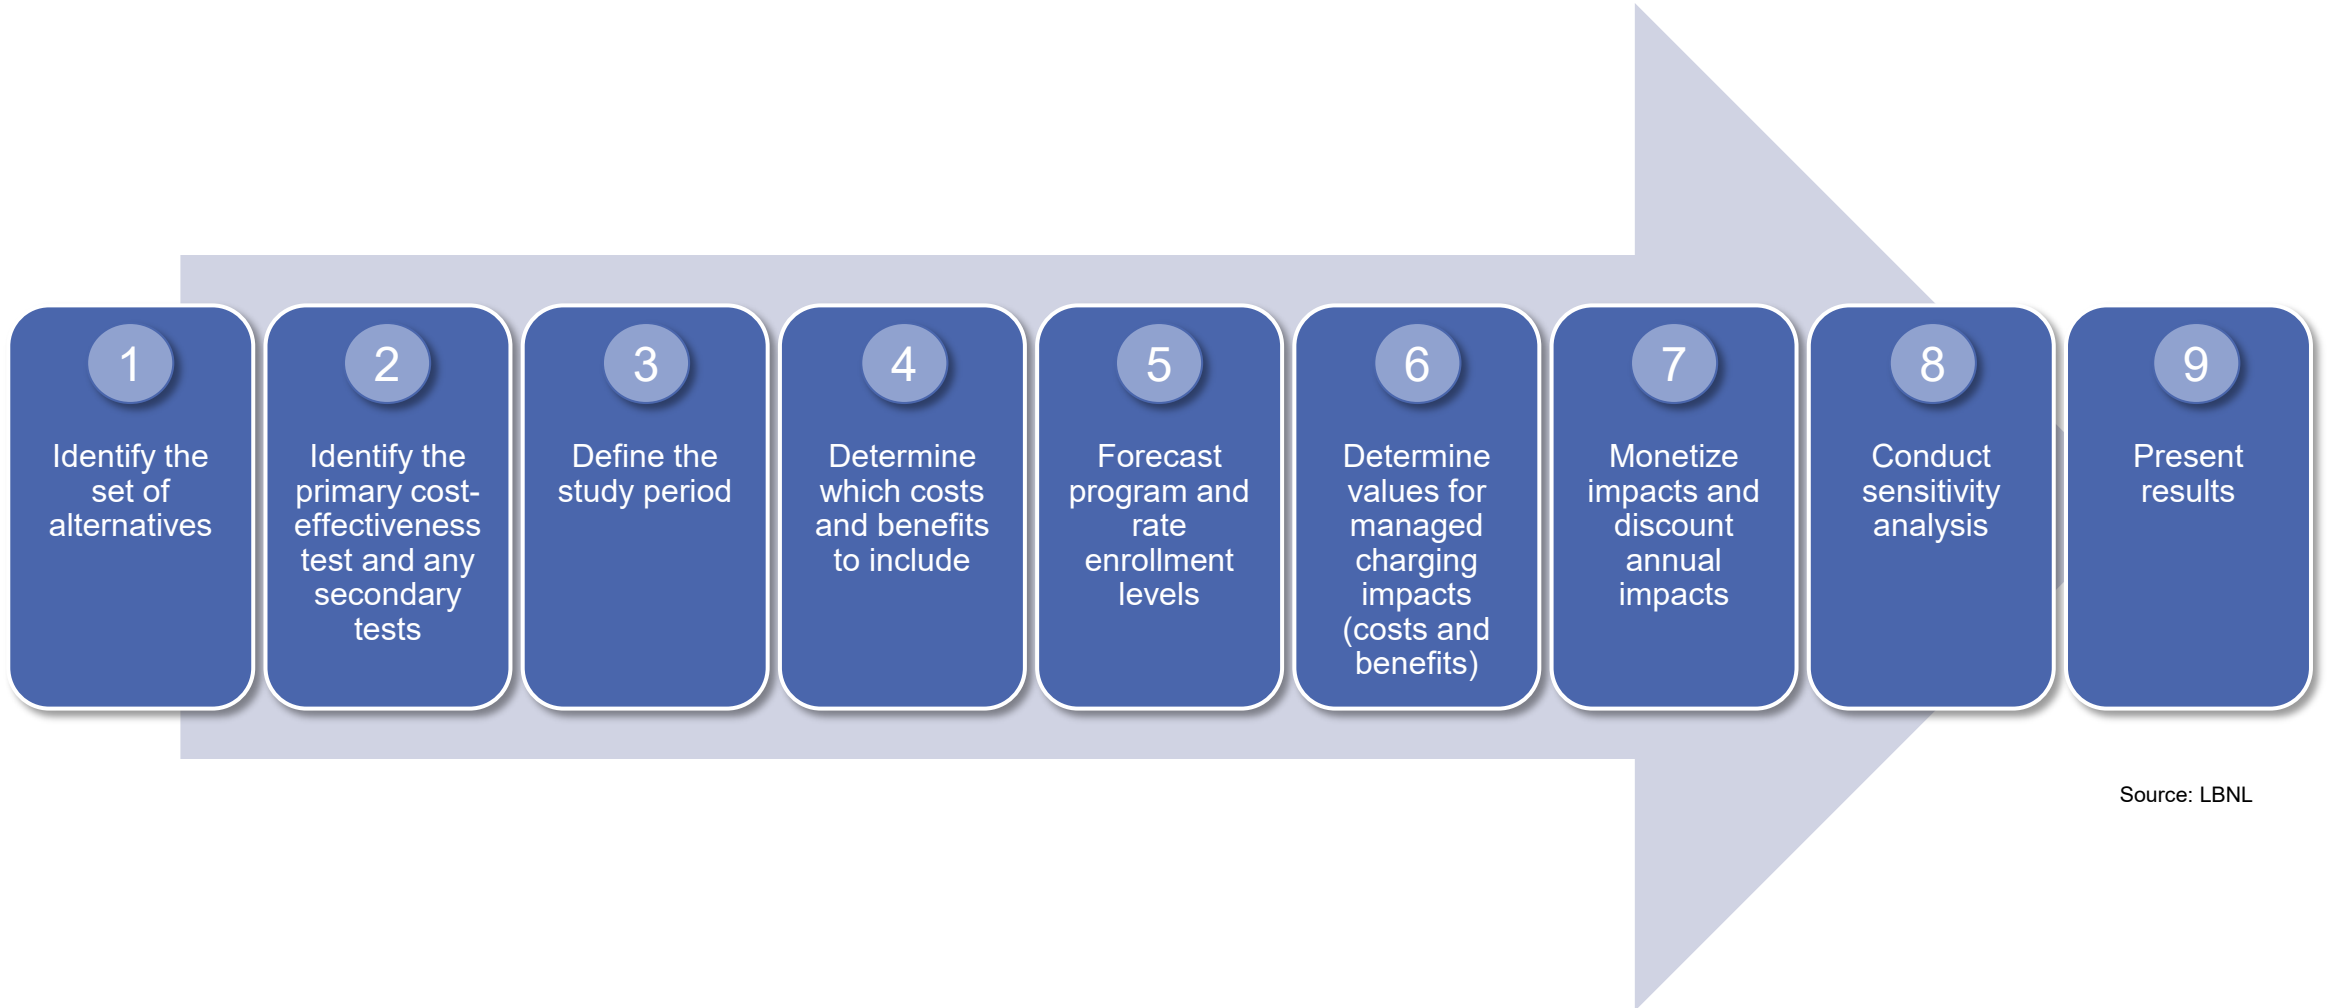 1
Identify the
set of
alternatives
2
Identify the
primary cost-
effectiveness
test and any
secondary
tests
3
Define the
study period
4
Determine
which costs
and benefits
to include
5
Forecast
program and
rate
enrollment
levels
6
Determine
values for
managed
charging
impacts
(costs and
benefits)
7
Monetize
impacts and
discount
annual
impacts
8
Conduct
sensitivity
analysis
9
Present
results
Source: LBNL